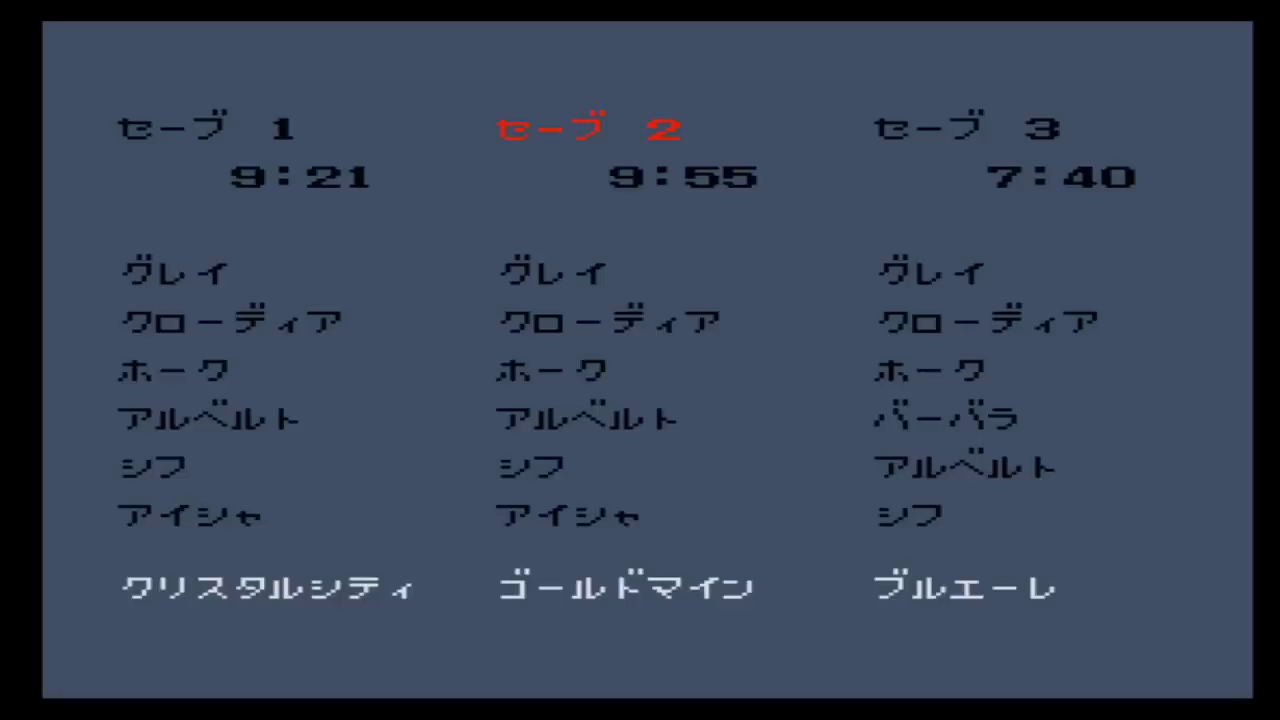 セーブ 1
9:21
グレイ
クローディア
ホーク
アルベルト
シフ
アイシャ
クリスタルシティ
セーブ 2
9:55
グレイ
クローディア
ホーク
アルベルト
シフ
アイシャ
ゴールドマイン
セーブ 3
7:40
グレイ
クローディア
ホーク
バーバラ
アルベルト
シフ
ブルエーレ